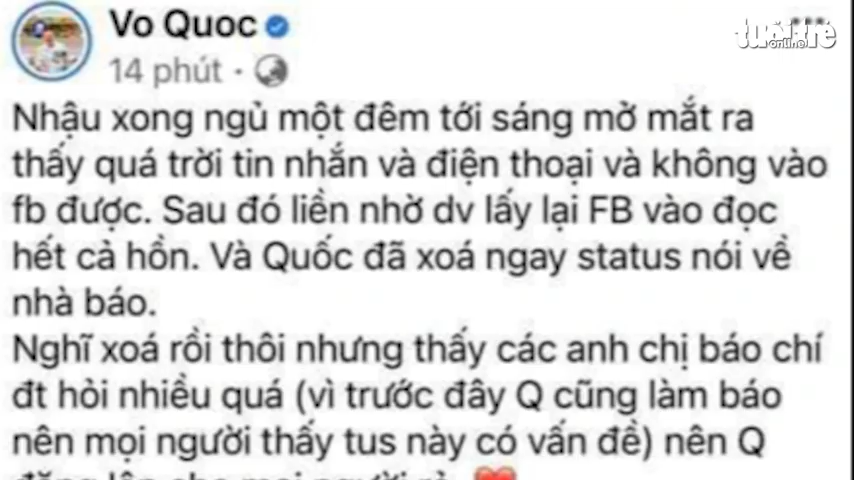 Vo Quoc
tuổi trẻ
online
14 phút ·
Nhậu xong ngủ một đêm tới sáng mở mắt ra
thấy quá trời tin nhắn và điện thoại và không vào
fb được. Sau đó liền nhờ dv lấy lại FB vào đọc
hết cả hồn. Và Quốc đã xoá ngay status nói về
nhà báo.
Nghĩ xoá rồi thôi nhưng thấy các anh chị báo chí
đt hỏi nhiều quá (vì trước đây Q cũng làm báo
nên mọi người thấy tus này có vấn đề) nên Q